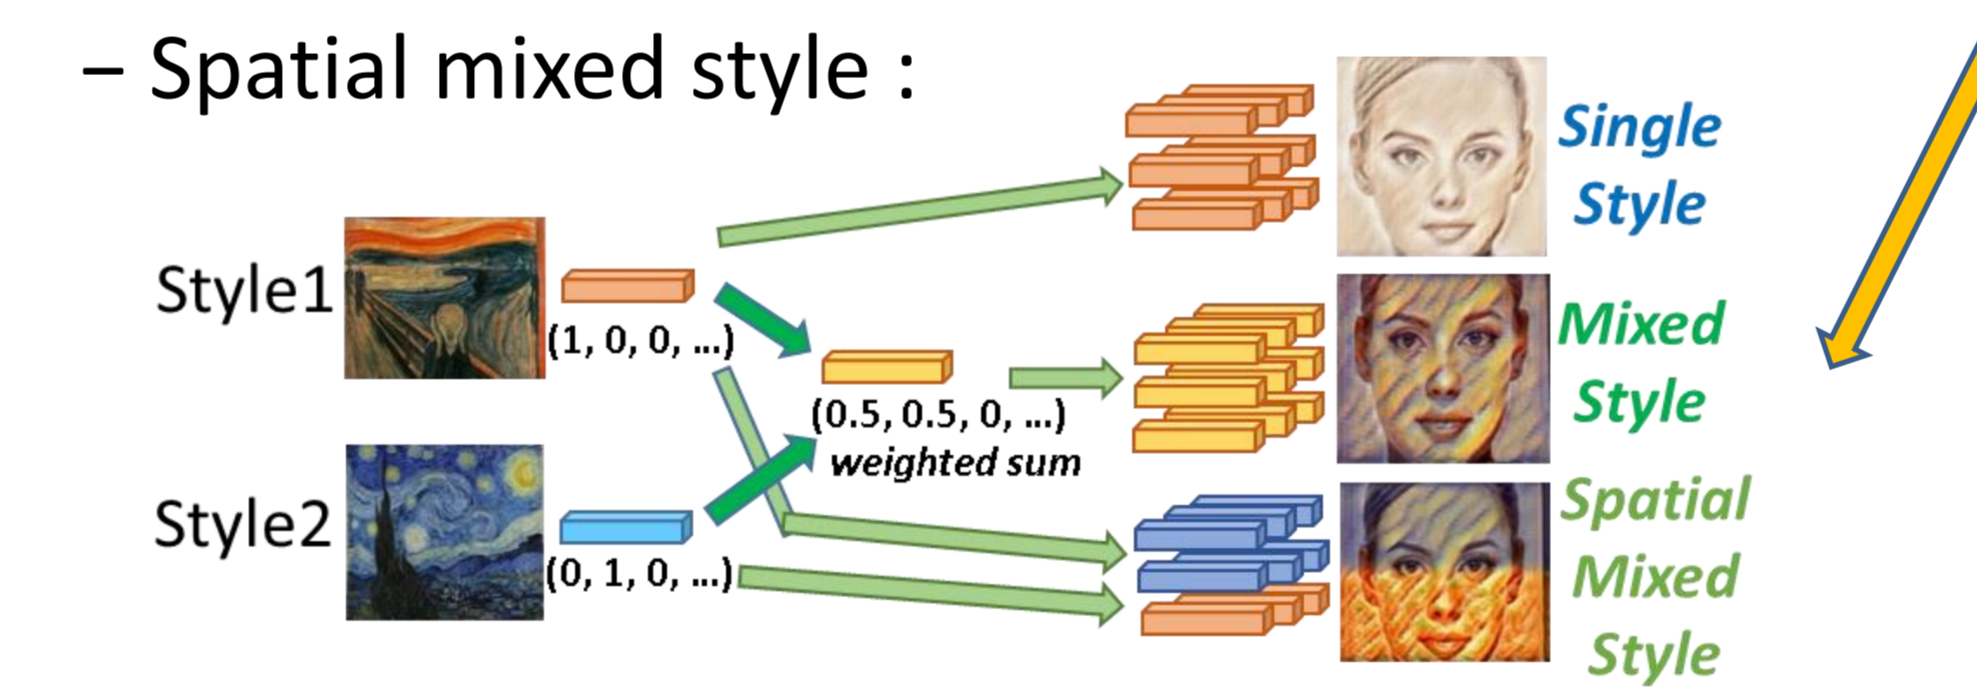 – Spatial mixed style :
Single
Style
Style1
(1, 0, 0, ...)
Mixed
Style
(0.5, 0.5, 0, ...)
weighted sum
Style2
(0, 1, 0, ...)
Spatial
Mixed
Style